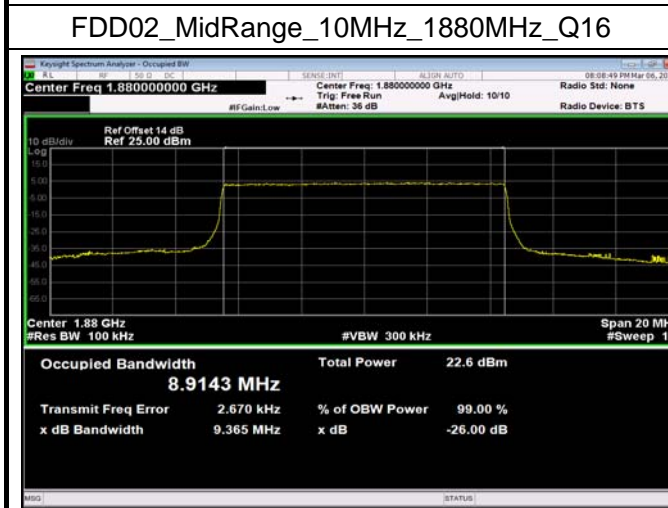 FDD02_MidRange_10MHz_1880MHz_Q16
Keysight Spectrum Analyzer - Occupied BW
RL RF 50 Ω DC SENSE:INT ALIGN AUTO 08:08:49 PM Mar 06, 20
Center Freq 1.880000000 GHz Center Freq: 1.880000000 GHz Radio Std: None
Trig: Free Run Avg|Hold: 10/10
#IFGain:Low #Atten: 36 dB Radio Device: BTS
Ref Offset 14 dB
10 dB/div Ref 25.00 dBm
Log
15.0
5.00
-5.00
-15.0
-25.0
-35.0
-45.0
-55.0
-65.0
Center 1.88 GHz Span 20 MH
#Res BW 100 kHz #VBW 300 kHz #Sweep 1
Occupied Bandwidth Total Power 22.6 dBm
8.9143 MHz
Transmit Freq Error 2.670 kHz % of OBW Power 99.00 %
x dB Bandwidth 9.365 MHz x dB -26.00 dB
MSG STATUS